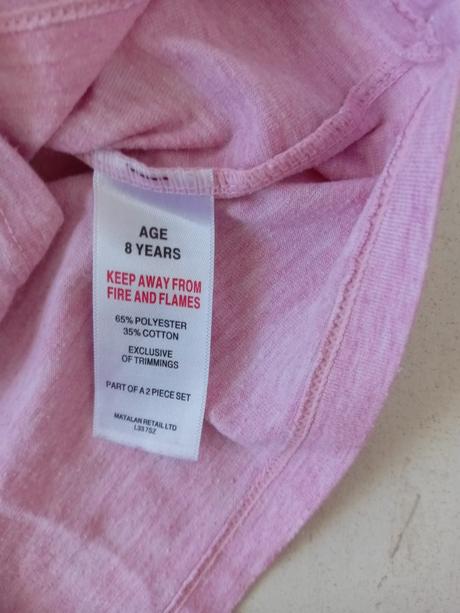 AGE
8 YEARS
KEEP AWAY FROM
FIRE AND FLAMES
65% POLYESTER
35% COTTON
EXCLUSIVE
OF TRIMMINGS
PART OF A 2 PIECE SET
MATALAN RETAIL LTD
L33 7SZ